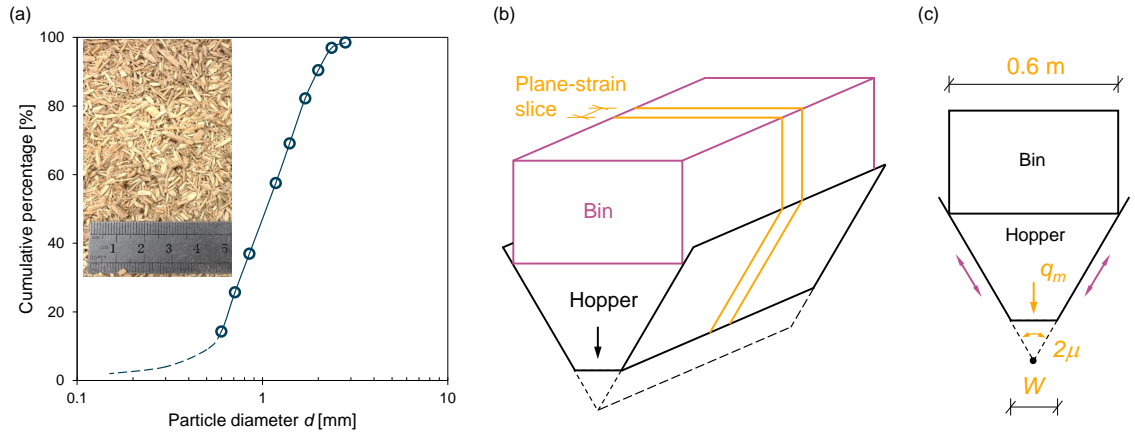 (a)
100
80
60
40
20
0
0.1
1
10
Cumulative percentage [%]
Particle diameter d [mm]
1 2 3 4 5
(b)
Plane-strain
slice
Bin
Hopper
(c)
0.6 m
Bin
Hopper
qm
2μ
W